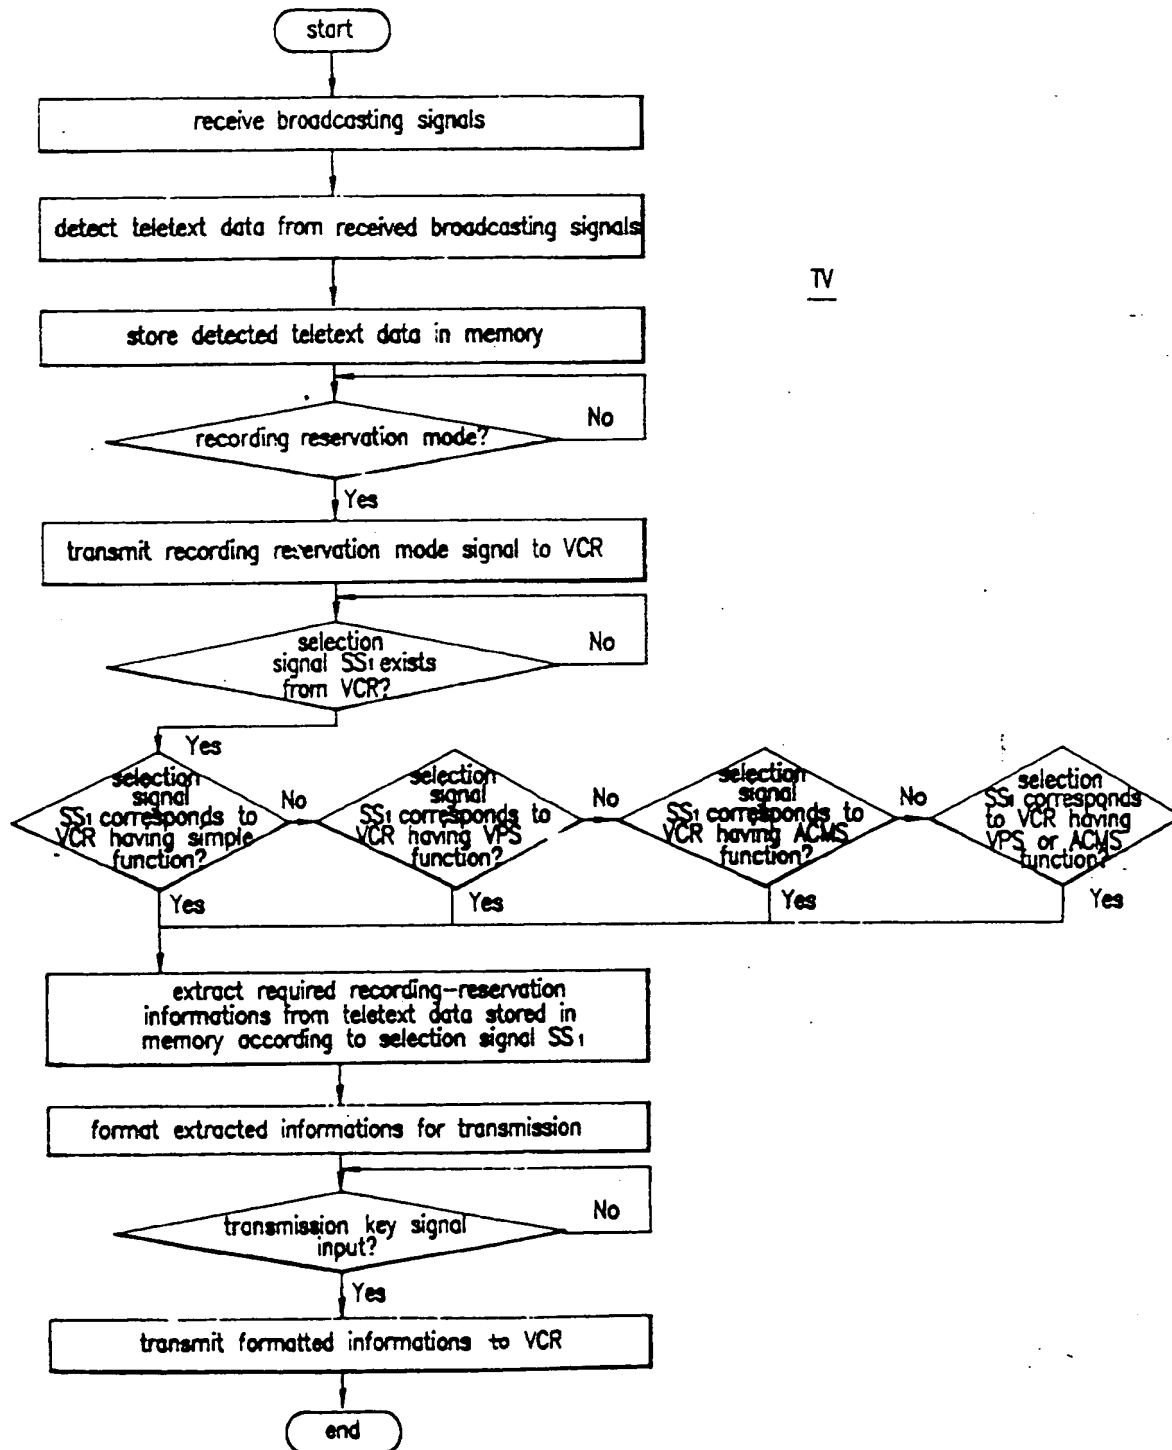 start
receive broadcasting signals
detect teletext data from received broadcasting signals
TV
store detected teletext data in memory
No
recording reservation mode?
Yes
transmit recording reservation mode signal to VCR
No
selection
signal SS1 exists
from VCR?
Yes
selection
signal
SS1 corresponds to
VCR having simple
function?
No
selection
signal
SS1 corresponds to
VCR having VPS
function?
No
selection
signal
SS1 corresponds to
VCR having ACMS
function?
No
selection
SS1 corresponds
to VCR having
VPS or ACMS
function?
Yes
Yes
Yes
Yes
extract required recording-reservation
informations from teletext data stored in
memory according to selection signal SS1
format extracted informations for transmission
No
transmission key signal
input?
Yes
transmit formatted informations to VCR
end